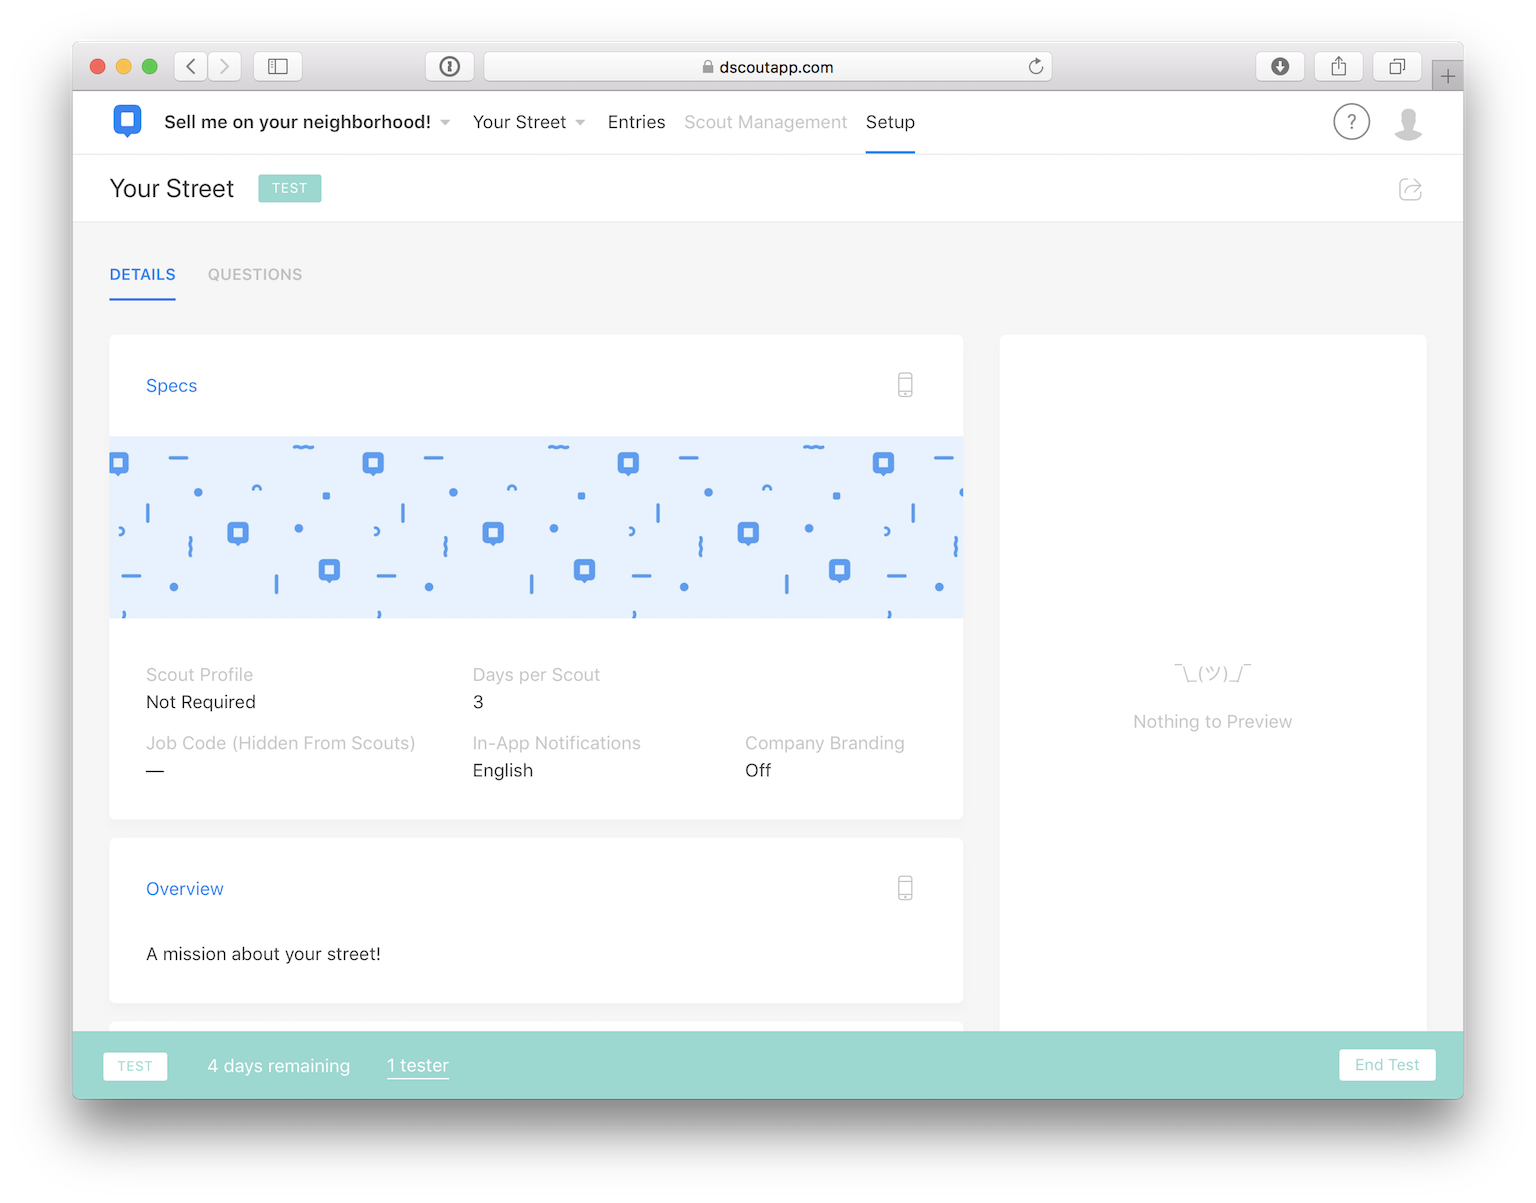 dscoutapp.com
Sell me on your neighborhood! Your Street Entries Scout Management Setup ?
Your Street TEST
DETAILS QUESTIONS
Specs
Scout Profile Days per Scout
Not Required 3
Job Code (Hidden From Scouts) In-App Notifications Company Branding
— English Off
¯\_(ツ)_/¯
Nothing to Preview
Overview
A mission about your street!
TEST 4 days remaining 1 tester End Test